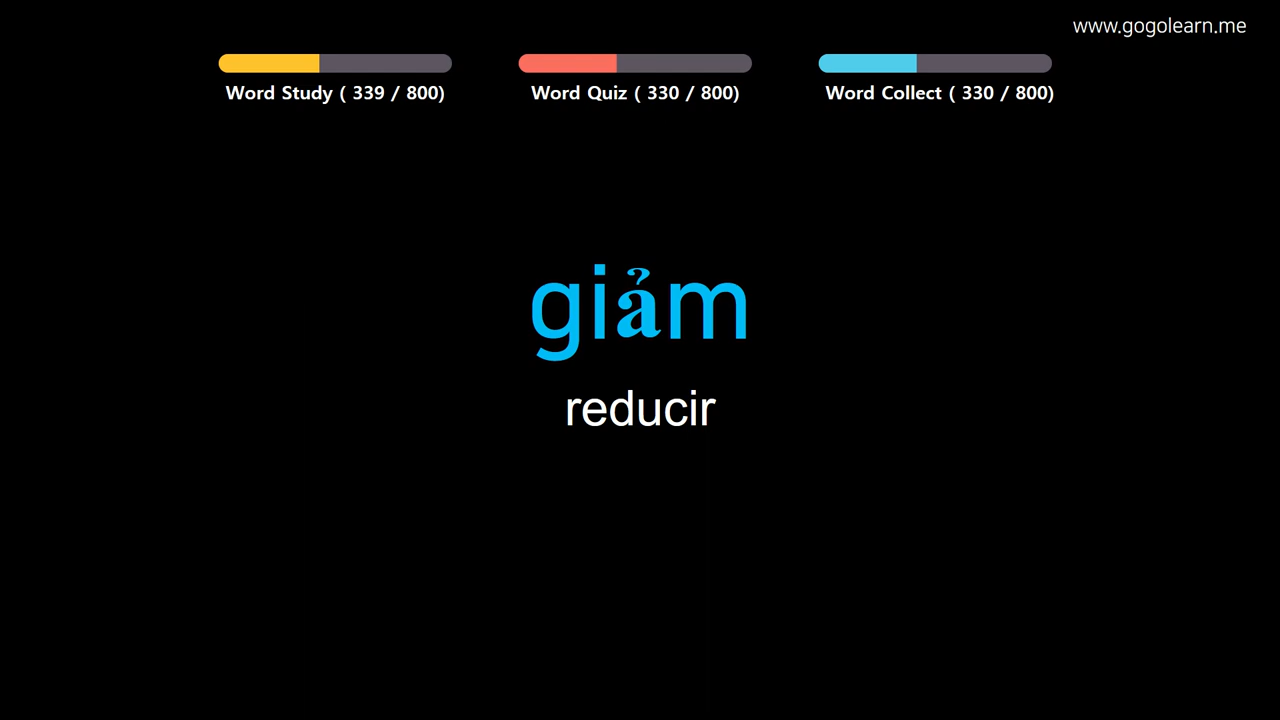 www.gogolearn.me
Word Study ( 339 / 800)
Word Quiz ( 330 / 800)
Word Collect ( 330 / 800)
giảm
reducir